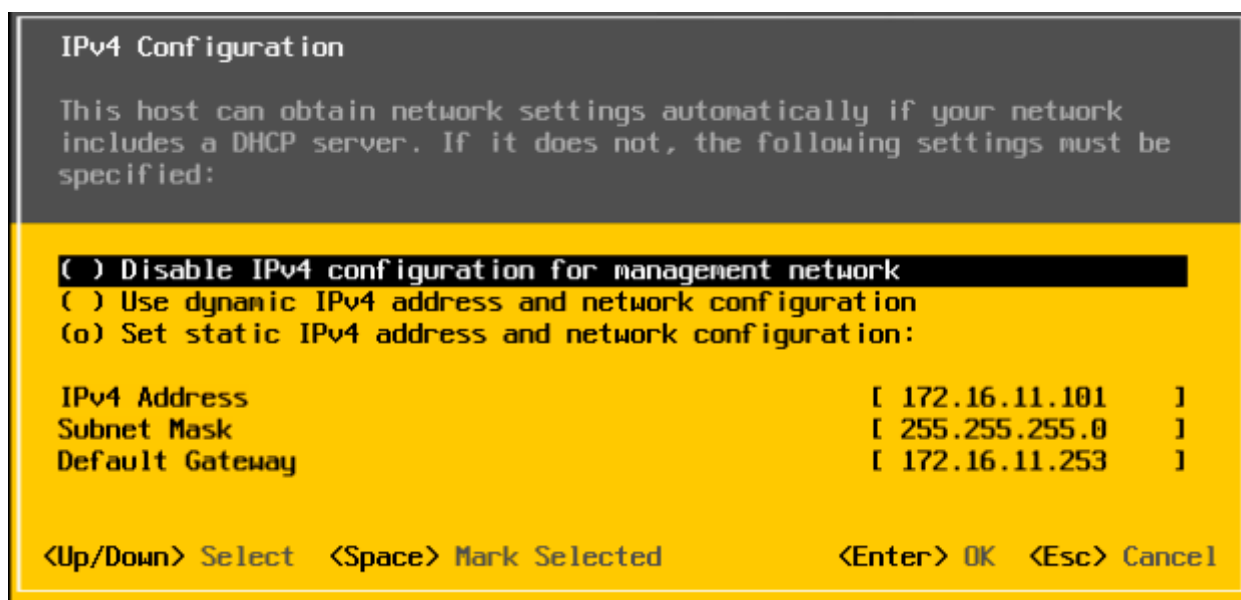 IPv4 Configuration
This host can obtain network settings automatically if your network
includes a DHCP server. If it does not, the following settings must be
specified:
( ) Disable IPv4 configuration for management network
( ) Use dynamic IPv4 address and network configuration
(o) Set static IPv4 address and network configuration:
IPv4 Address [ 172.16.11.101 ]
Subnet Mask [ 255.255.255.0 ]
Default Gateway [ 172.16.11.253 ]
<Up/Down> Select <Space> Mark Selected <Enter> OK <Esc> Cancel